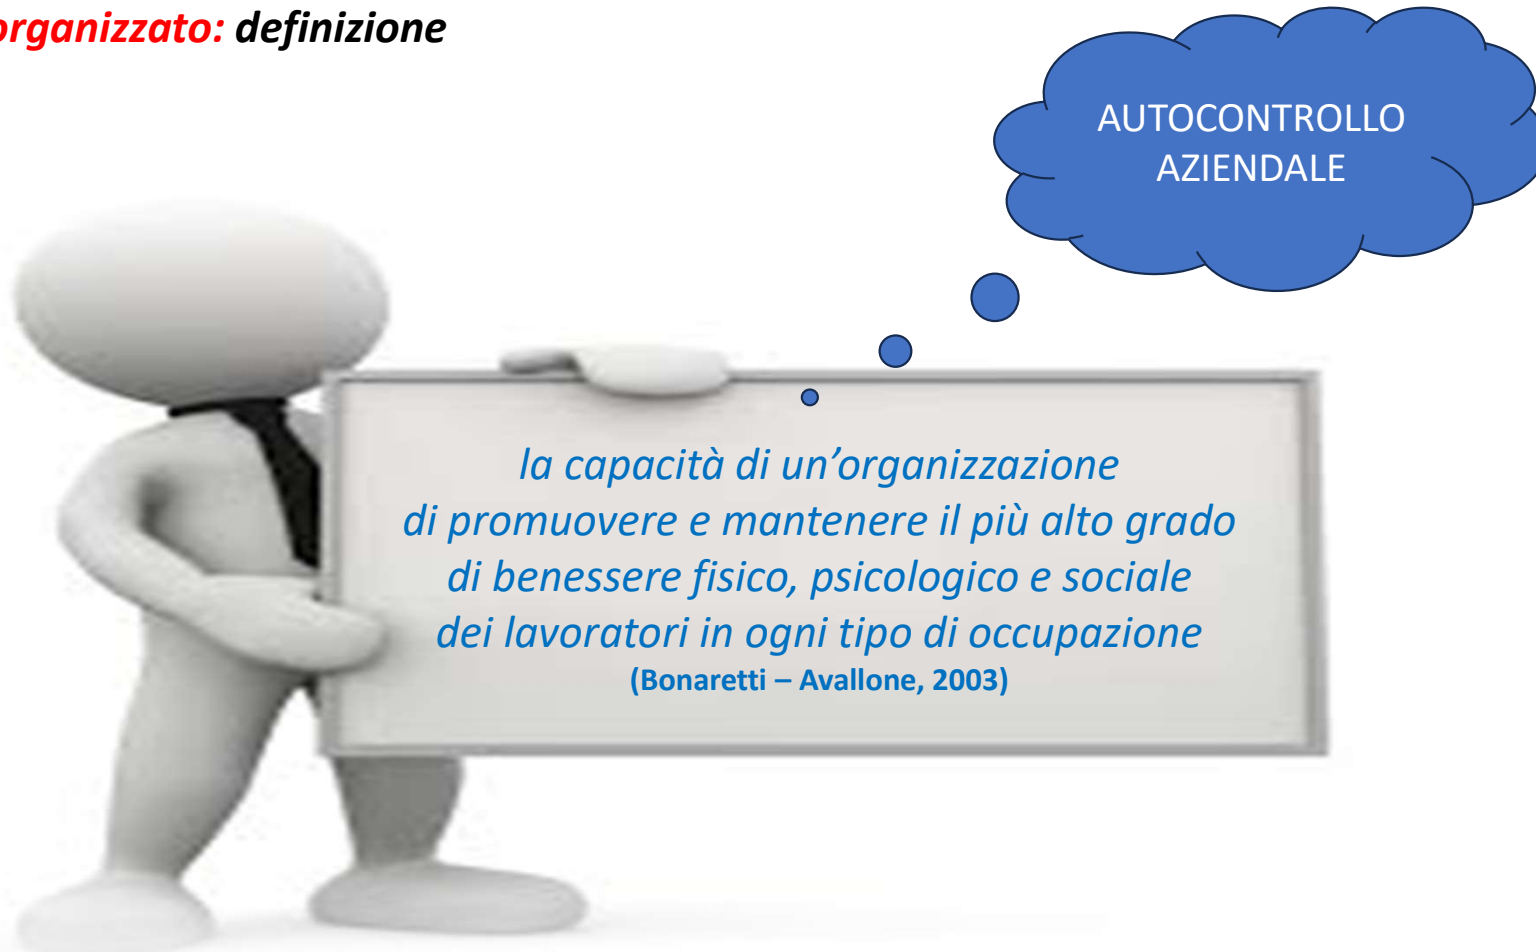 organizzato: definizione
AUTOCONTROLLO
AZIENDALE
la capacità di un’organizzazione
di promuovere e mantenere il più alto grado
di benessere fisico, psicologico e sociale
dei lavoratori in ogni tipo di occupazione
(Bonaretti – Avallone, 2003)